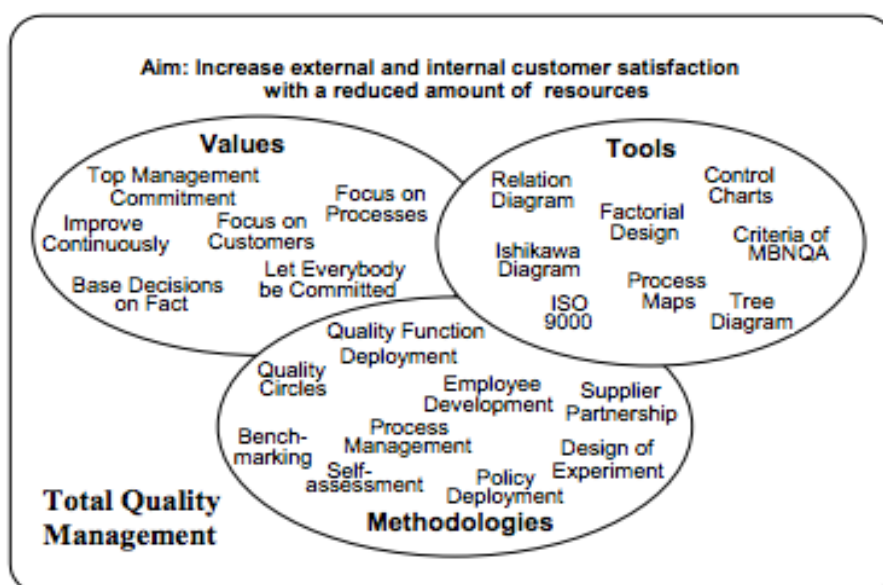 Aim: Increase external and internal customer satisfaction
with a reduced amount of resources
Values
Top Management
Commitment
Focus on
Processes
Improve
Continuously
Focus on
Customers
Base Decisions
on Fact
Let Everybody
be Committed
Tools
Relation
Diagram
Control
Charts
Factorial
Design
Criteria of
MBNQA
Ishikawa
Diagram
Process
Maps
ISO
9000
Tree
Diagram
Quality Function
Deployment
Quality
Circles
Employee
Development
Supplier
Partnership
Process
Management
Bench-
marking
Design of
Experiment
Self-
assessment
Policy
Deployment
Methodologies
Total Quality
Management